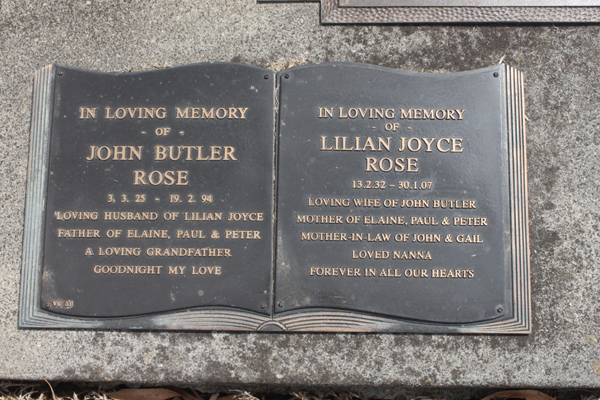 IN LOVING MEMORY
- OF -
JOHN BUTLER
ROSE
3. 3. 25 - 19. 2. 94
LOVING HUSBAND OF LILIAN JOYCE
FATHER OF ELAINE, PAUL & PETER
A LOVING GRANDFATHER
GOODNIGHT MY LOVE
IN LOVING MEMORY
- OF -
LILIAN JOYCE
ROSE
13.2.32 - 30.1.07
LOVING WIFE OF JOHN BUTLER
MOTHER OF ELAINE, PAUL & PETER
MOTHER-IN-LAW OF JOHN & GAIL
LOVED NANNA
FOREVER IN ALL OUR HEARTS